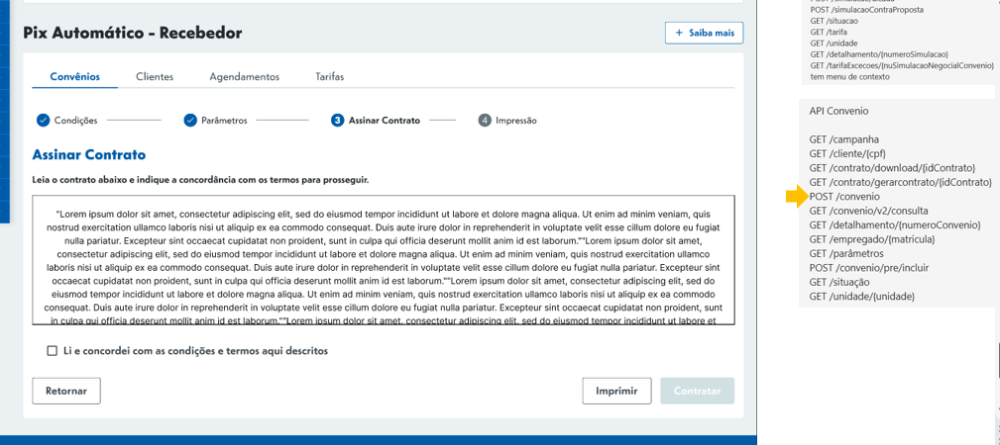 Pix Automático - Recebedor
+ Saiba mais
Convênios Clientes Agendamentos Tarifas
Condições Parâmetros 3 Assinar Contrato 4 Impressão
Assinar Contrato
Leia o contrato abaixo e indique a concordância com os termos para prosseguir.
"Lorem ipsum dolor sit amet, consectetur adipiscing elit, sed do eiusmod tempor incididunt ut labore et dolore magna aliqua. Ut enim ad minim veniam, quis
nostrud exercitation ullamco laboris nisi ut aliquip ex ea commodo consequat. Duis aute irure dolor in reprehenderit in voluptate velit esse cillum dolore eu fugiat
nulla pariatur. Excepteur sint occaecat cupidatat non proident, sunt in culpa qui officia deserunt mollit anim id est laborum.""Lorem ipsum dolor sit amet,
consectetur adipiscing elit, sed do eiusmod tempor incididunt ut labore et dolore magna aliqua. Ut enim ad minim veniam, quis nostrud exercitation ullamco
laboris nisi ut aliquip ex ea commodo consequat. Duis aute irure dolor in reprehenderit in voluptate velit esse cillum dolore eu fugiat nulla pariatur. Excepteur sint
occaecat cupidatat non proident, sunt in culpa qui officia deserunt mollit anim id est laborum.""Lorem ipsum dolor sit amet, consectetur adipiscing elit, sed do
eiusmod tempor incididunt ut labore et dolore magna aliqua. Ut enim ad minim veniam, quis nostrud exercitation ullamco laboris nisi ut aliquip ex ea commodo
consequat. Duis aute irure dolor in reprehenderit in voluptate velit esse cillum dolore eu fugiat nulla pariatur. Excepteur sint occaecat cupidatat non proident, sunt
in culpa qui officia deserunt mollit anim id est laborum.""Lorem ipsum dolor sit amet, consectetur adipiscing elit, sed do eiusmod tempor incididunt ut labore et
Li e concordei com as condições e termos aqui descritos
Retornar Imprimir Contratar
POST /simulacaoContraProposta
GET /situacao
GET /tarifa
GET /unidade
GET /detalhamento/{numeroSimulacao}
GET /tarifaExcecoes/{nuSimulacaoNegocialConvenio}
tem menu de contexto
API Convenio
GET /campanha
GET /cliente/{cpf}
GET /contrato/download/{idContrato}
GET /contrato/gerarcontrato/{idContrato}
POST /convenio
GET /convenio/v2/consulta
GET /detalhamento/{numeroConvenio}
GET /empregado/{matricula}
GET /parâmetros
POST /convenio/pre/incluir
GET /situação
GET /unidade/{unidade}